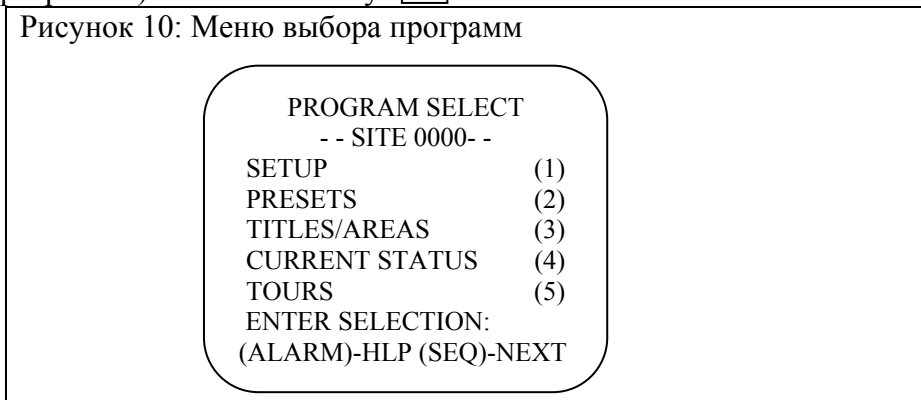 Рисунок 10: Меню выбора программ
PROGRAM SELECT
- - SITE 0000- -
SETUP (1)
PRESETS (2)
TITLES/AREAS (3)
CURRENT STATUS (4)
TOURS (5)
ENTER SELECTION:
(ALARM)-HLP (SEQ)-NEXT